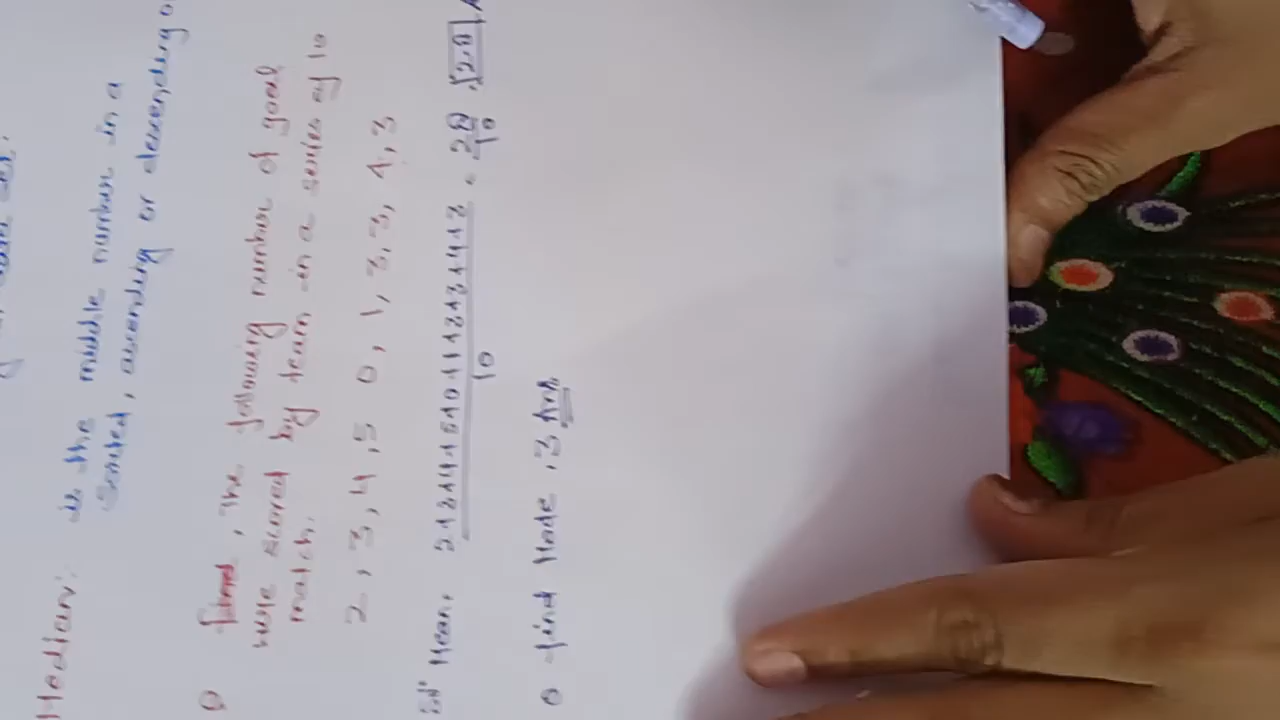 Median: is the middle number in a
Sorted, ascending or descending
Q find, the following number of goal
were scored by team in a series of 10
match.
2, 3, 4, 5 0, 1, 3, 3, 4, 3
Solⁿ Mean, 2+3+4+5+0+1+3+3+4+3 / 10 = 28 / 10 , 2.8
find Mode , 3 Ans